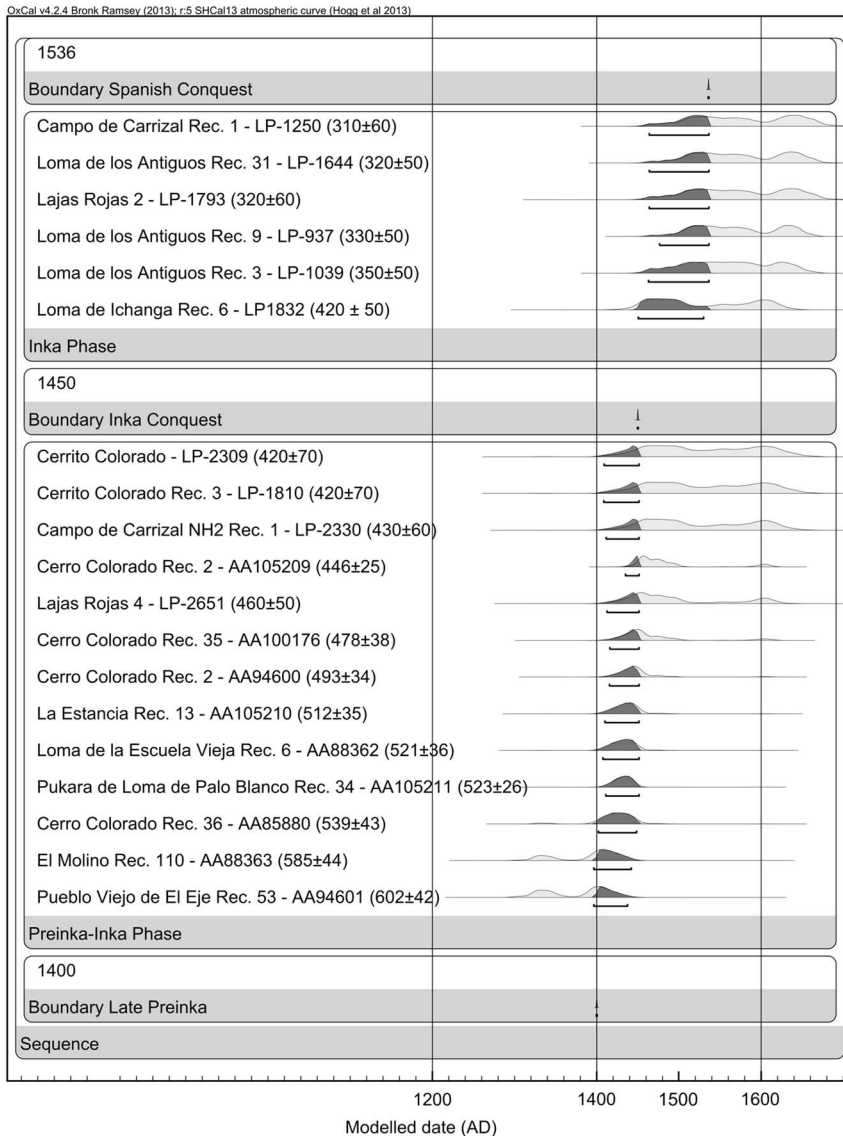 OxCal v4.2.4 Bronk Ramsey (2013); r:5 SHCal13 atmospheric curve (Hogg et al 2013)
1536
Boundary Spanish Conquest
Campo de Carrizal Rec. 1 - LP-1250 (310±60)
Loma de los Antiguos Rec. 31 - LP-1644 (320±50)
Lajas Rojas 2 - LP-1793 (320±60)
Loma de los Antiguos Rec. 9 - LP-937 (330±50)
Loma de los Antiguos Rec. 3 - LP-1039 (350±50)
Loma de Ichanga Rec. 6 - LP1832 (420 ± 50)
Inka Phase
1450
Boundary Inka Conquest
Cerrito Colorado - LP-2309 (420±70)
Cerrito Colorado Rec. 3 - LP-1810 (420±70)
Campo de Carrizal NH2 Rec. 1 - LP-2330 (430±60)
Cerro Colorado Rec. 2 - AA105209 (446±25)
Lajas Rojas 4 - LP-2651 (460±50)
Cerro Colorado Rec. 35 - AA100176 (478±38)
Cerro Colorado Rec. 2 - AA94600 (493±34)
La Estancia Rec. 13 - AA105210 (512±35)
Loma de la Escuela Vieja Rec. 6 - AA88362 (521±36)
Pukara de Loma de Palo Blanco Rec. 34 - AA105211 (523±26)
Cerro Colorado Rec. 36 - AA85880 (539±43)
El Molino Rec. 110 - AA88363 (585±44)
Pueblo Viejo de El Eje Rec. 53 - AA94601 (602±42)
Preinka-Inka Phase
1400
Boundary Late Preinka
Sequence
1200 1400 1500 1600
Modelled date (AD)